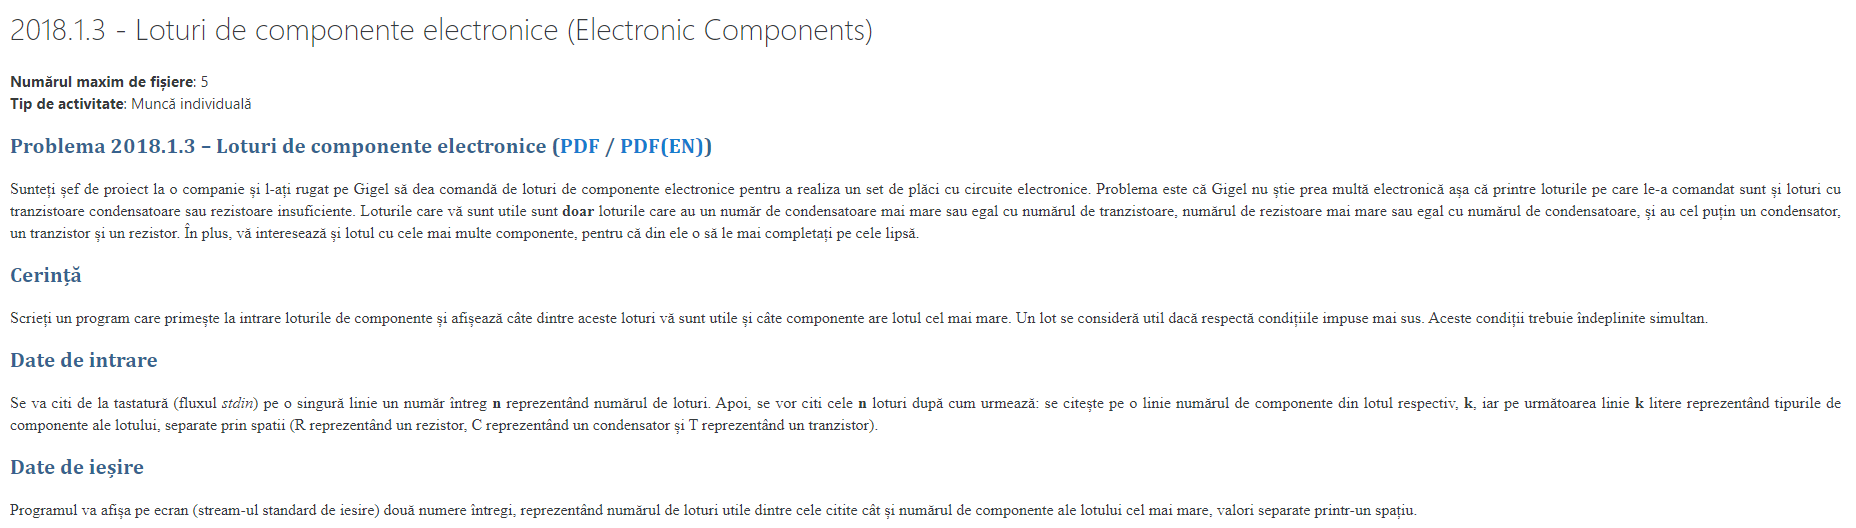 2018.1.3 - Loturi de componente electronice (Electronic Components)
Numărul maxim de fișiere: 5
Tip de activitate: Muncă individuală
Problema 2018.1.3 – Loturi de componente electronice (PDF / PDF(EN))
Sunteți șef de proiect la o companie și l-ați rugat pe Gigel să dea comandă de loturi de componente electronice pentru a realiza un set de plăci cu circuite electronice. Problema este că Gigel nu știe prea multă electronică așa că printre loturile pe care le-a comandat sunt și loturi cu
tranzistoare condensatoare sau rezistoare insuficiente. Loturile care vă sunt utile sunt doar loturile care au un număr de condensatoare mai mare sau egal cu numărul de tranzistoare, numărul de rezistoare mai mare sau egal cu numărul de condensatoare, și au cel puțin un condensator,
un tranzistor și un rezistor. În plus, vă interesează și lotul cu cele mai multe componente, pentru că din ele o să le mai completați pe cele lipsă.
Cerință
Scrieți un program care primește la intrare loturile de componente și afișează câte dintre aceste loturi vă sunt utile și câte componente are lotul cel mai mare. Un lot se consideră util dacă respectă condițiile impuse mai sus. Aceste condiții trebuie îndeplinite simultan.
Date de intrare
Se va citi de la tastatură (fluxul stdin) pe o singură linie un număr întreg n reprezentând numărul de loturi. Apoi, se vor citi cele n loturi după cum urmează: se citește pe o linie numărul de componente din lotul respectiv, k, iar pe următoarea linie k litere reprezentând tipurile de
componente ale lotului, separate prin spatii (R reprezentând un rezistor, C reprezentând un condensator și T reprezentând un tranzistor).
Date de ieșire
Programul va afișa pe ecran (stream-ul standard de iesire) două numere întregi, reprezentând numărul de loturi utile dintre cele citite cât și numărul de componente ale lotului cel mai mare, valori separate printr-un spațiu.